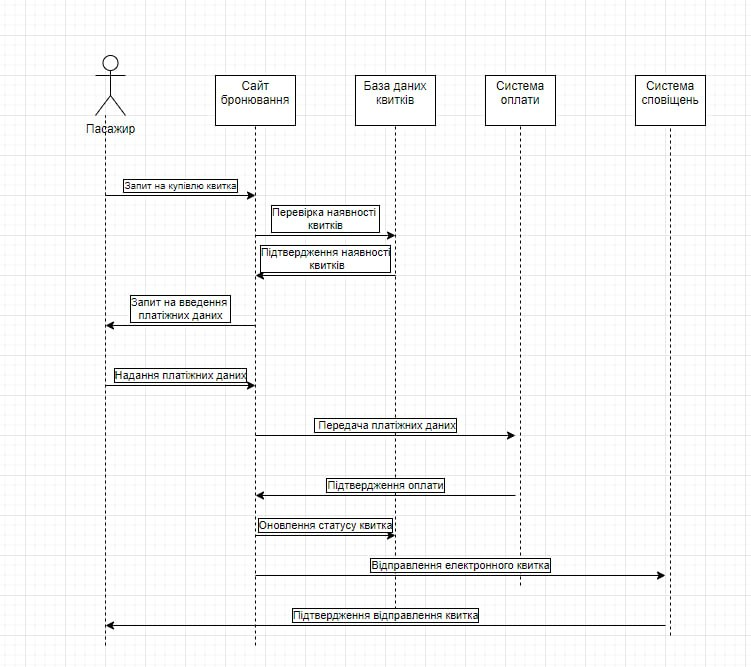 Пасажир
Сайт
бронювання
База даних
квитків
Система
оплати
Система
сповіщень
Запит на купівлю квитка
Перевірка наявності
квитків
Підтвердження наявності
квитків
Запит на введення
платіжних даних
Надання платіжних даних
Передача платіжних даних
Підтвердження оплати
Оновлення статусу квитка
Відправлення електронного квитка
Підтвердження відправлення квитка